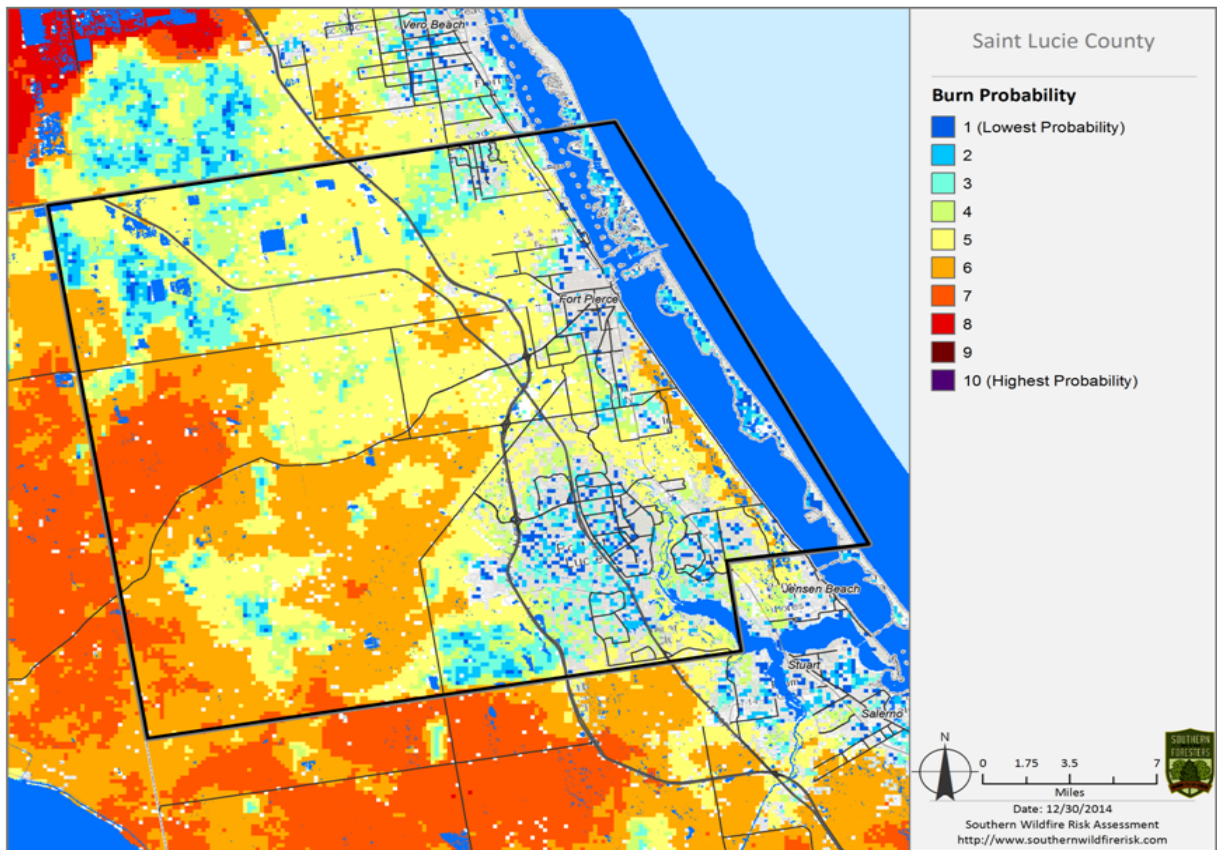 Saint Lucie County
Burn Probability
1 (Lowest Probability)
2
3
4
5
6
7
8
9
10 (Highest Probability)
Vero Beach
Fort Pierce
Jensen Beach
Stuart
Salerno
N
0 1.75 3.5 7
Miles
Date: 12/30/2014
Southern Wildfire Risk Assessment
http://www.southernwildfirerisk.com
SOUTHERN
FORESTERS